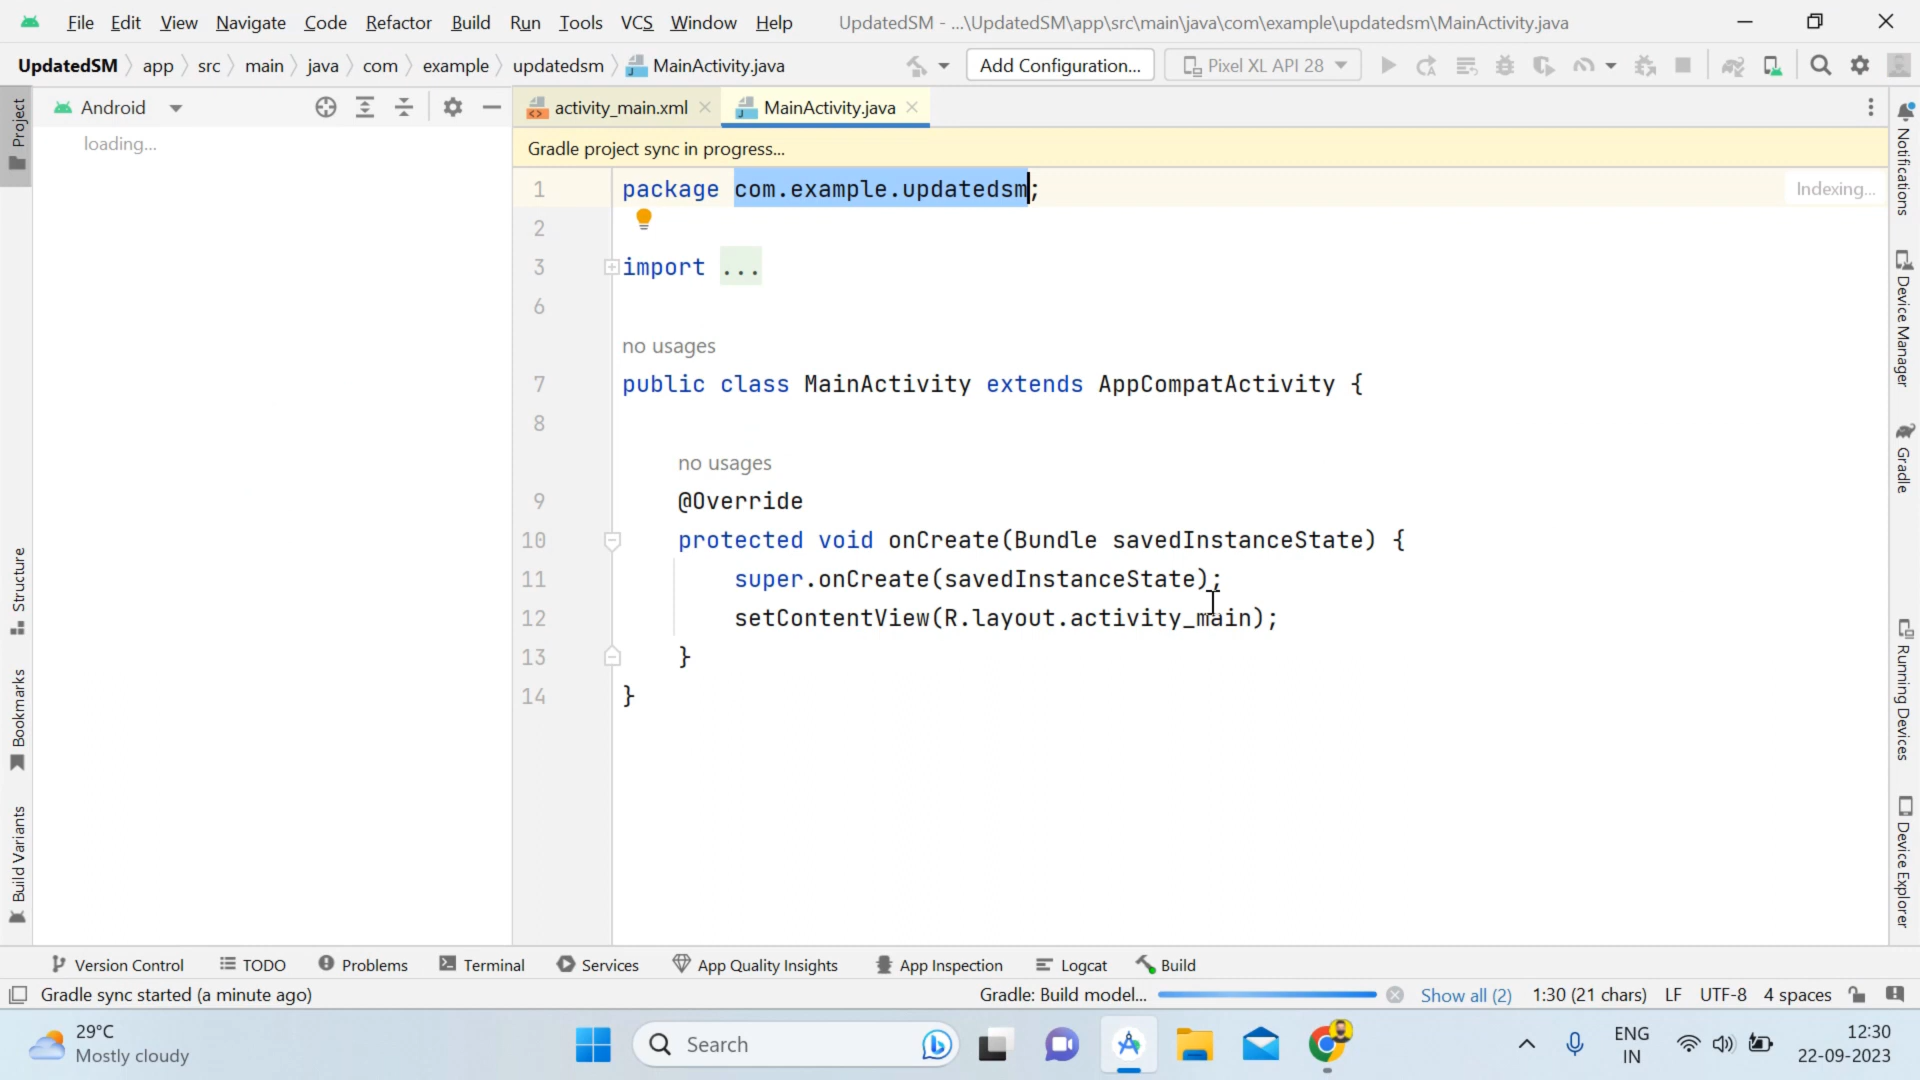 File Edit View Navigate Code Refactor Build Run Tools VCS Window Help UpdatedSM - ...\UpdatedSM\app\src\main\java\com\example\updatedsm\MainActivity.java
UpdatedSM app src main java com example updatedsm MainActivity.java Add Configuration... Pixel XL API 28
Project
Android
activity_main.xml MainActivity.java
loading...
Gradle project sync in progress...
1 package com.example.updatedsm; Indexing...
2
3 import ...
6
no usages
7 public class MainActivity extends AppCompatActivity {
8
no usages
9 @Override
10 protected void onCreate(Bundle savedInstanceState) {
11 super.onCreate(savedInstanceState);
12 setContentView(R.layout.activity_main);
13 }
14 }
Structure
Bookmarks
Build Variants
Notifications
Device Manager
Gradle
Running Devices
Device Explorer
Version Control TODO Problems Terminal Services App Quality Insights App Inspection Logcat Build
Gradle sync started (a minute ago) Gradle: Build model... Show all (2) 1:30 (21 chars) LF UTF-8 4 spaces
29°C
Mostly cloudy
Search
ENG
IN
12:30
22-09-2023